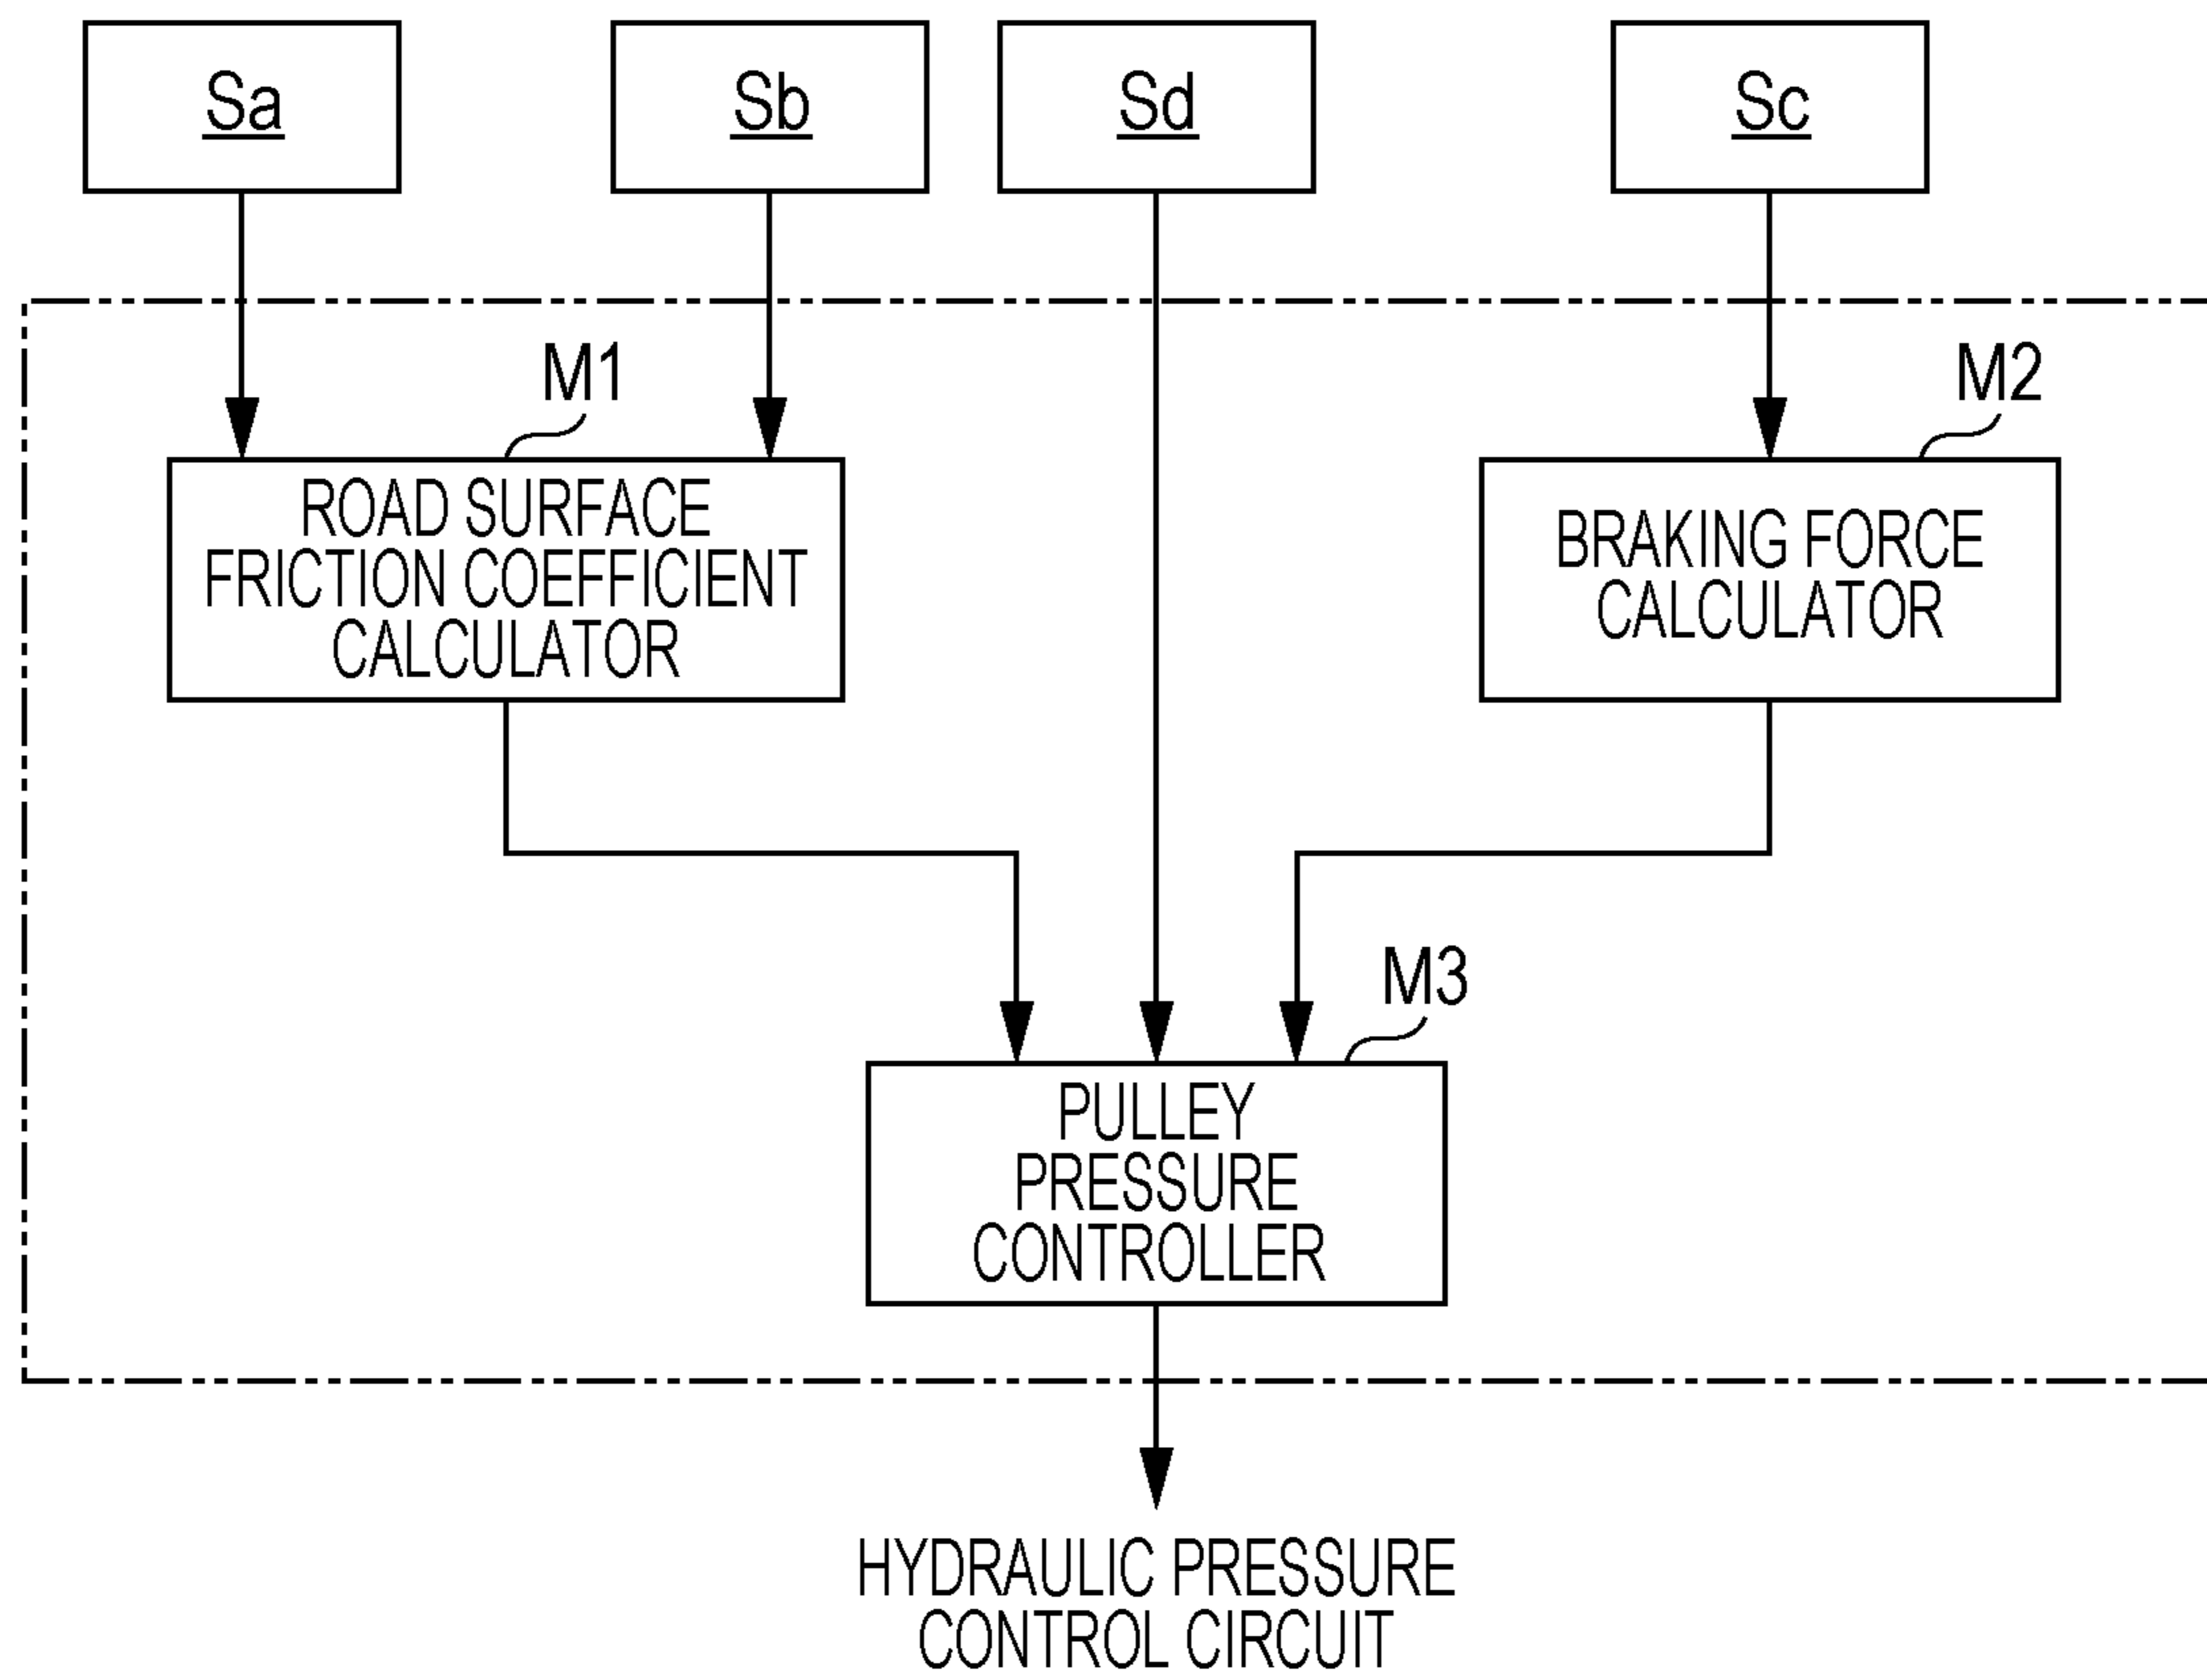 Sa
Sb
Sd
Sc
M1
M2
ROAD SURFACE
FRICTION COEFFICIENT
CALCULATOR
BRAKING FORCE
CALCULATOR
M3
PULLEY
PRESSURE
CONTROLLER
HYDRAULIC PRESSURE
CONTROL CIRCUIT